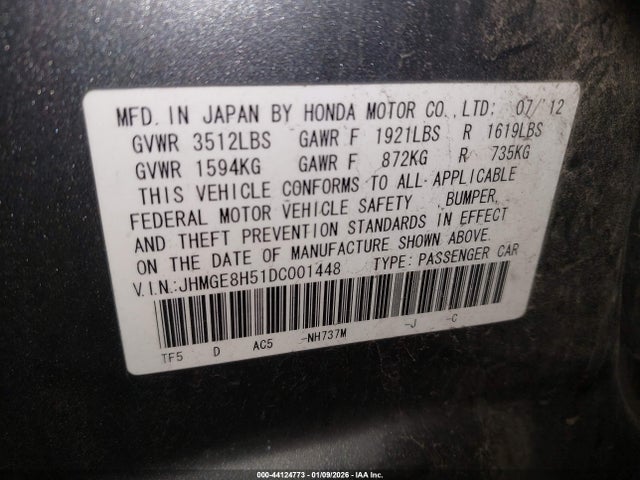 MFD. IN JAPAN BY HONDA MOTOR CO., LTD: 07/'12
GVWR 3512LBS GAWR F 1921LBS R 1619LBS
GVWR 1594KG GAWR F 872KG R 735KG
THIS VEHICLE CONFORMS TO ALL APPLICABLE
FEDERAL MOTOR VEHICLE SAFETY , BUMPER,
AND THEFT PREVENTION STANDARDS IN EFFECT
ON THE DATE OF MANUFACTURE SHOWN ABOVE.
V.I.N.:JHMGE8H51DC001448 TYPE: PASSENGER CAR
TF5 D AC5 -NH737M -J -C
000-44124773 - 01/09/2026 - IAA Inc.